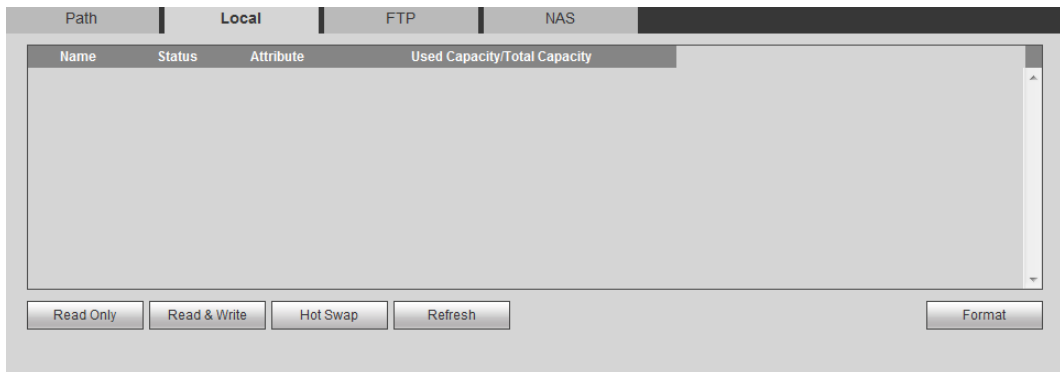 Path Local FTP NAS
Name Status Attribute Used Capacity/Total Capacity
Read Only Read & Write Hot Swap Refresh Format